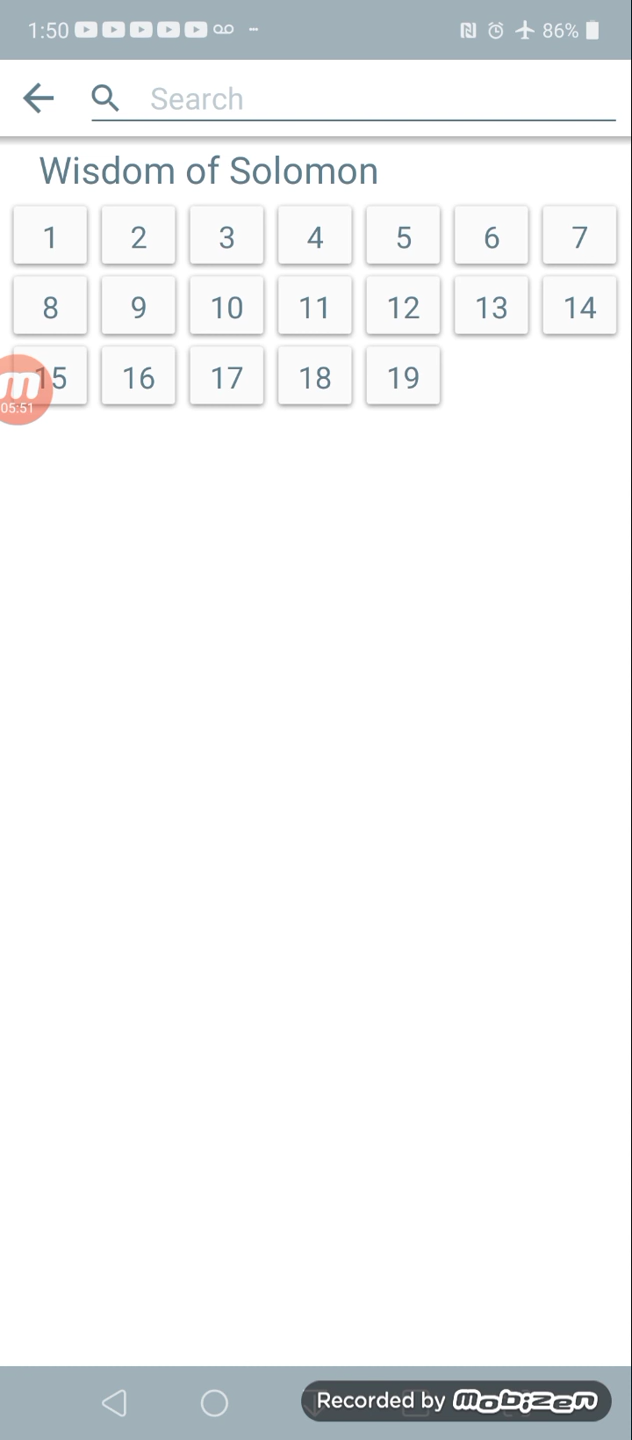 1:50 86%
Search
Wisdom of Solomon
1 2 3 4 5 6 7
8 9 10 11 12 13 14
15 16 17 18 19
m
05:51
Recorded by mobizen